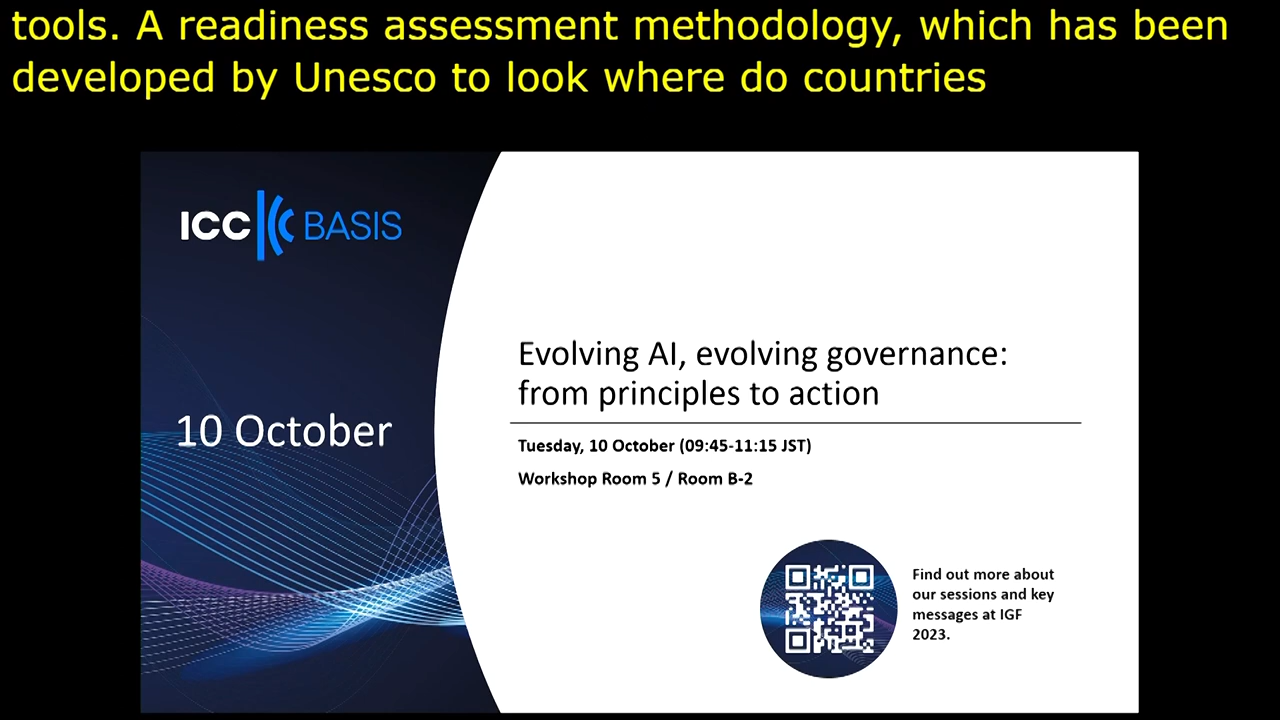 tools. A readiness assessment methodology, which has been
developed by Unesco to look where do countries
ICC BASIS
10 October
Evolving AI, evolving governance:
from principles to action
Tuesday, 10 October (09:45-11:15 JST)
Workshop Room 5 / Room B-2
Find out more about
our sessions and key
messages at IGF
2023.